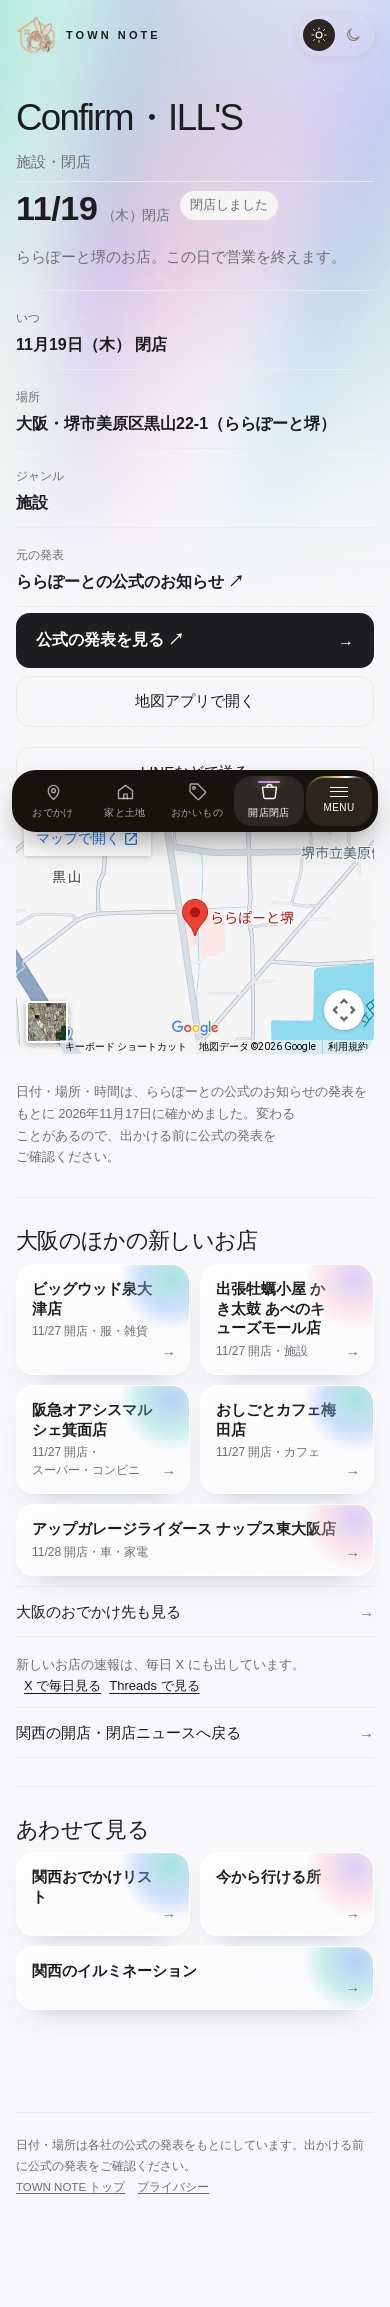 TOWN NOTE
Confirm・ILL'S
施設・閉店
11/19 （木）閉店 閉店しました
ららぽーと堺のお店。この日で営業を終えます。
いつ
11月19日（木） 閉店
場所
大阪・堺市美原区黒山22-1（ららぽーと堺）
ジャンル
施設
元の発表
ららぽーとの公式のお知らせ ↗
公式の発表を見る ↗ →
地図アプリで開く
おでかけ 家と土地 おかいもの 開店閉店 MENU
マップで開く
黒山
ららぽーと堺
Google
キーボード ショートカット 地図データ ©2026 Google 利用規約
日付・場所・時間は、ららぽーとの公式のお知らせの発表を
もとに 2026年11月17日に確かめました。変わる
ことがあるので、出かける前に公式の発表を
ご確認ください。
大阪のほかの新しいお店
ビッグウッド泉大
津店
11/27 開店・服・雑貨
→
出張牡蠣小屋 か
き太鼓 あべのキ
ューズモール店
11/27 開店・施設
→
阪急オアシスマル
シェ箕面店
11/27 開店・
スーパー・コンビニ
→
おしごとカフェ梅
田店
11/27 開店・カフェ
→
アップガレージライダース ナップス東大阪店
11/28 開店・車・家電
→
大阪のおでかけ先も見る →
新しいお店の速報は、毎日 X にも出しています。
X で毎日見る Threads で見る
関西の開店・閉店ニュースへ戻る →
あわせて見る
関西おでかけリス
ト
→
今から行ける所
→
関西のイルミネーション
→
日付・場所は各社の公式の発表をもとにしています。出かける前
に公式の発表をご確認ください。
TOWN NOTE トップ プライバシー